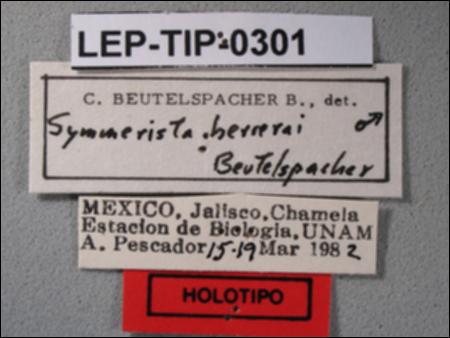 LEP-TIP-0301
C. BEUTELSPACHER B., det.
Symmerista herrerai ♂
Beutelspacher
MEXICO, Jalisco, Chamela
Estacion de Biologia, UNAM
A. Pescador 15-19 Mar 1982
HOLOTIPO